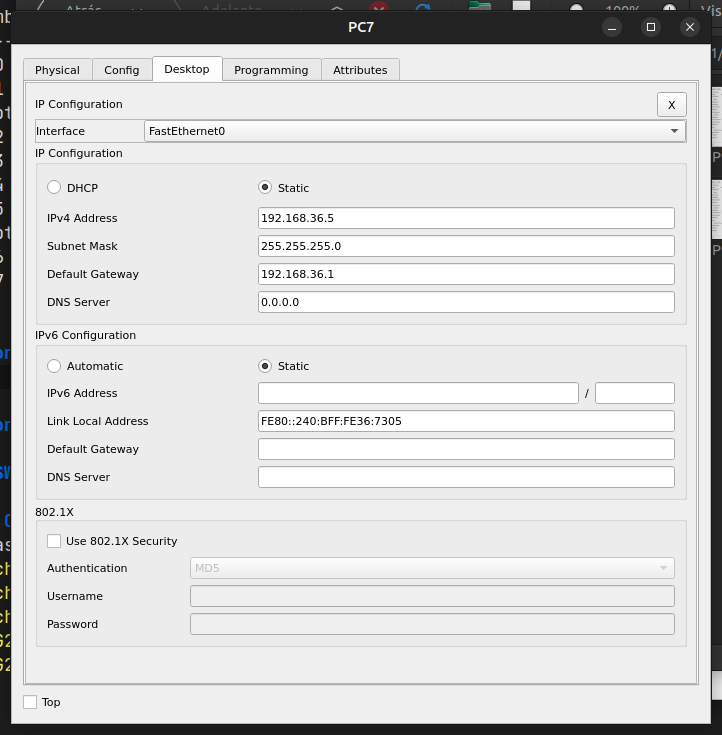 Atrás
Adelante
100%
PC7
Physical Config Desktop Programming Attributes
IP Configuration X
Interface FastEthernet0
IP Configuration
DHCP Static
IPv4 Address 192.168.36.5
Subnet Mask 255.255.255.0
Default Gateway 192.168.36.1
DNS Server 0.0.0.0
IPv6 Configuration
Automatic Static
IPv6 Address /
Link Local Address FE80::240:BFF:FE36:7305
Default Gateway
DNS Server
802.1X
Use 802.1X Security
Authentication MD5
Username
Password
Top